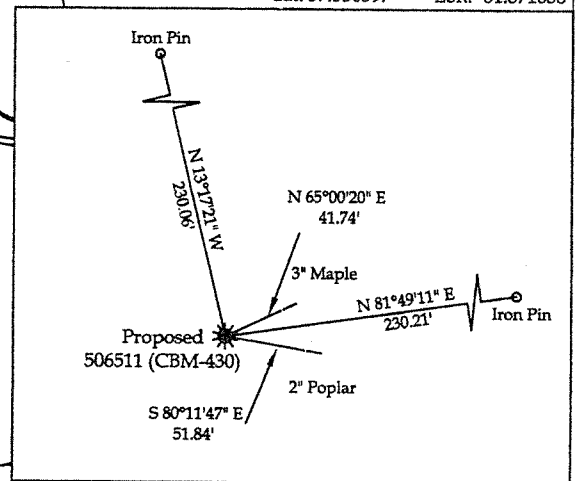 Iron Pin
N 13°17'21" W
230.06'
N 65°00'20" E
41.74'
3" Maple
N 81°49'11" E
230.21'
Iron Pin
Proposed
506511 (CBM-430)
2" Poplar
S 80°11'47" E
51.84'